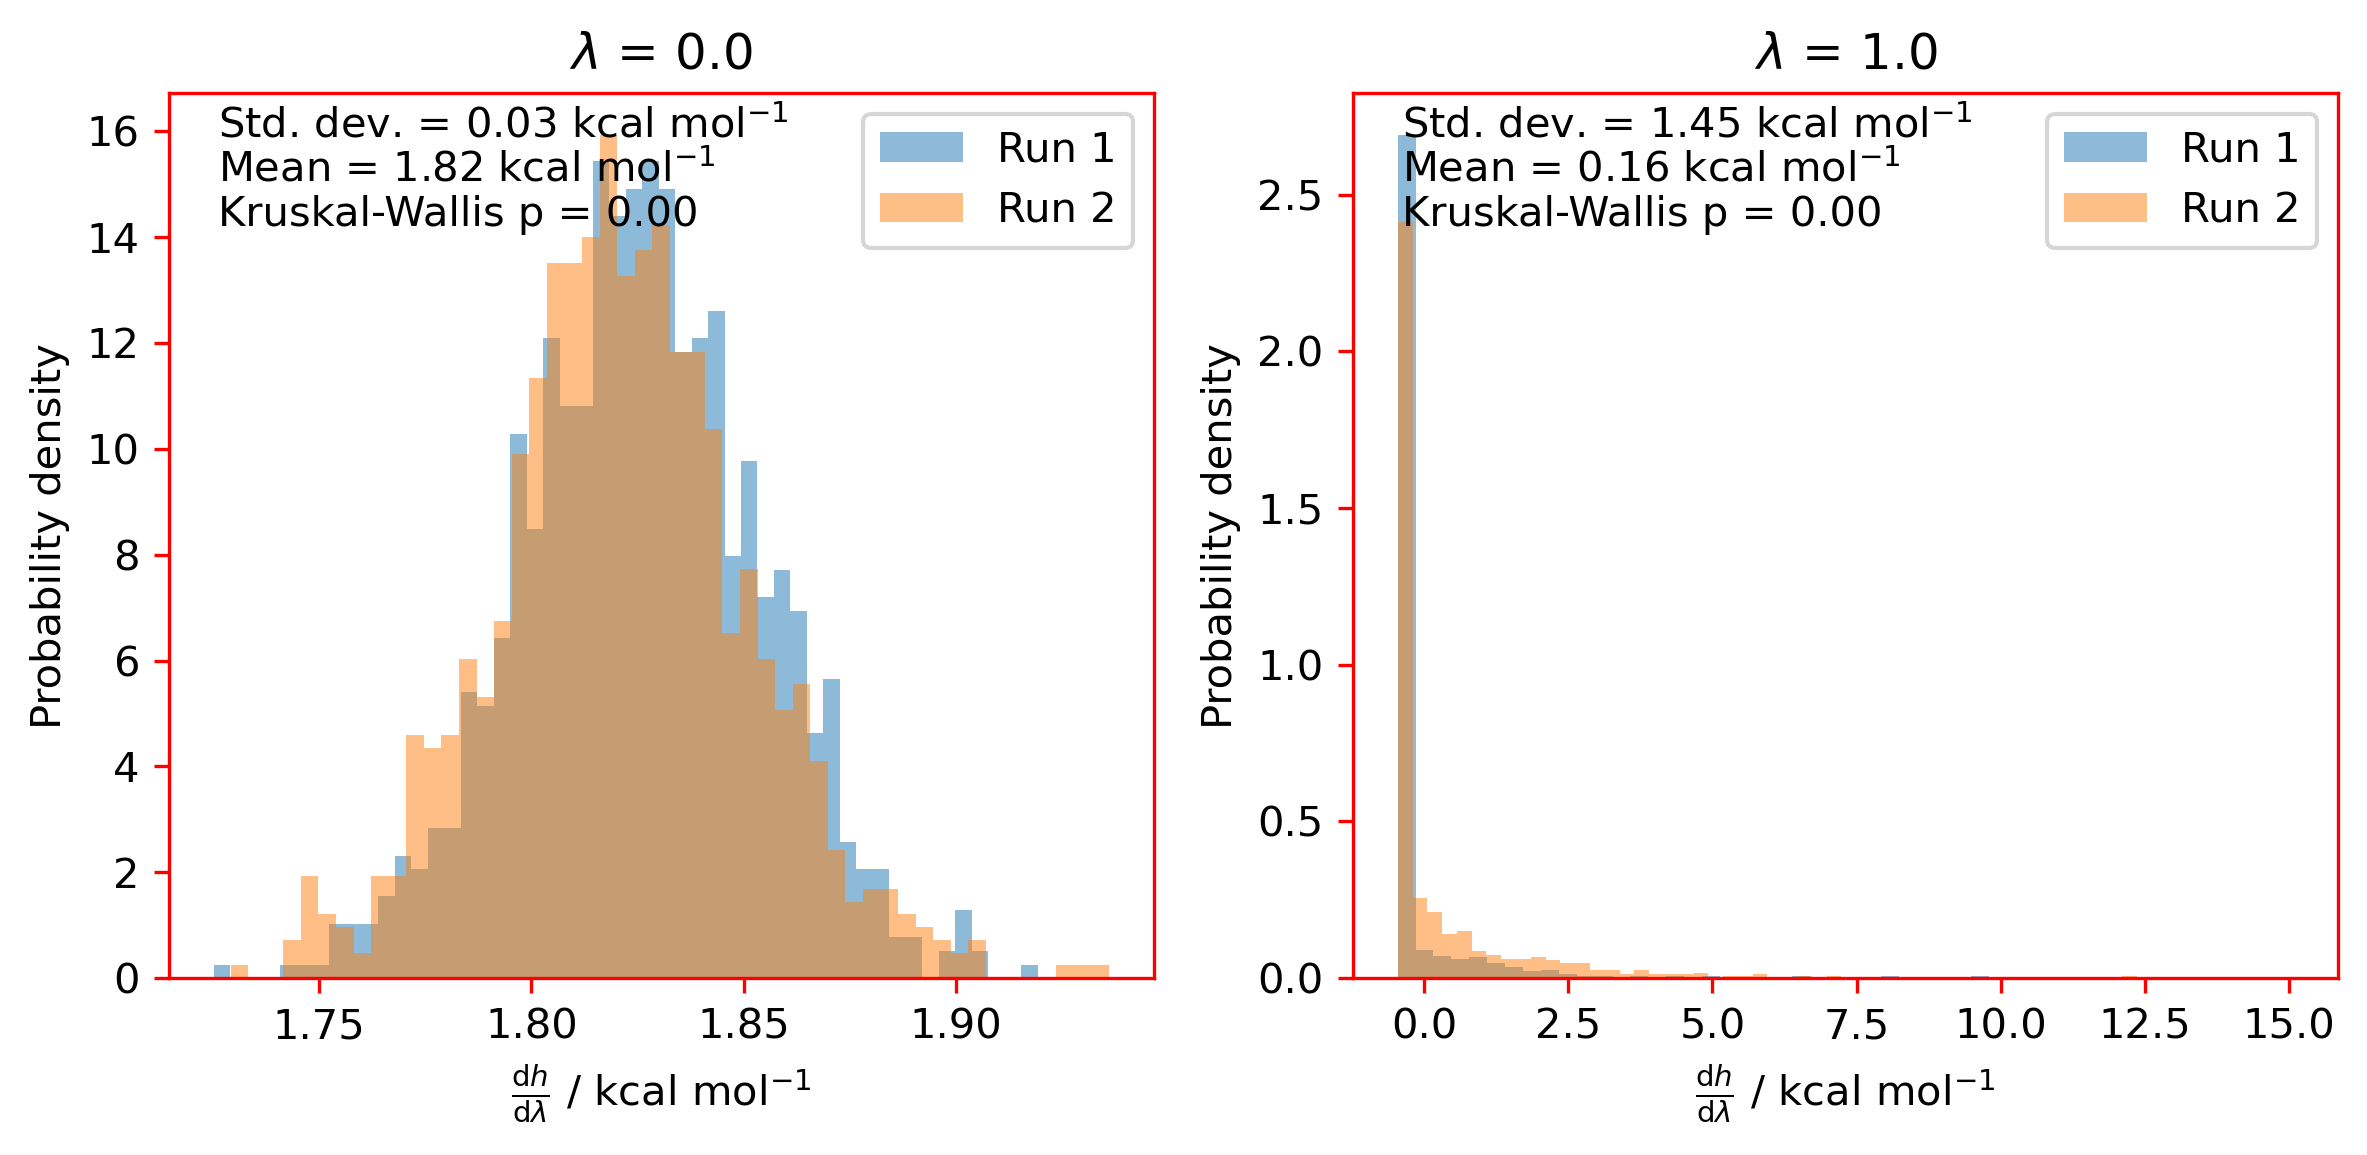 λ = 0.0
Std. dev. = 0.03 kcal mol⁻¹
Mean = 1.82 kcal mol⁻¹
Kruskal-Wallis p = 0.00
Run 1
Run 2
Probability density
16
14
12
10
8
6
4
2
0
1.75 1.80 1.85 1.90
dh/dλ / kcal mol⁻¹
λ = 1.0
Std. dev. = 1.45 kcal mol⁻¹
Mean = 0.16 kcal mol⁻¹
Kruskal-Wallis p = 0.00
Run 1
Run 2
Probability density
2.5
2.0
1.5
1.0
0.5
0.0
0.0 2.5 5.0 7.5 10.0 12.5 15.0
dh/dλ / kcal mol⁻¹